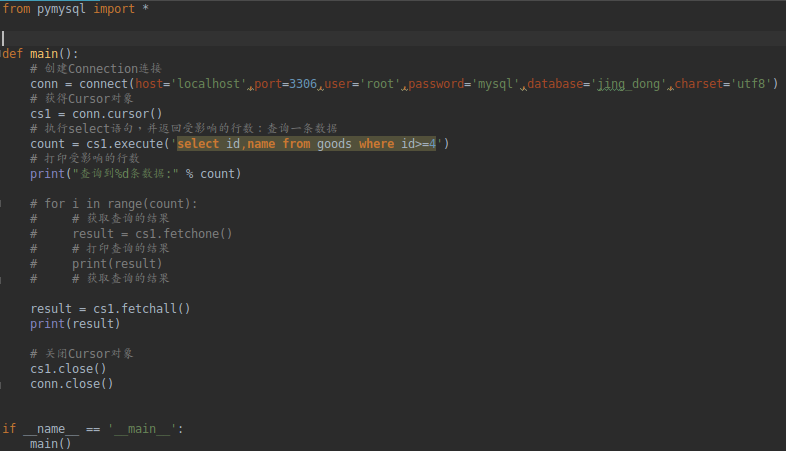 from pymysql import *
def main():
    # 创建Connection连接
    conn = connect(host='localhost',port=3306,user='root',password='mysql',database='jing_dong',charset='utf8')
    # 获得Cursor对象
    cs1 = conn.cursor()
    # 执行select语句，并返回受影响的行数：查询一条数据
    count = cs1.execute('select id,name from goods where id>=4')
    # 打印受影响的行数
    print("查询到%d条数据:" % count)
    # for i in range(count):
    #     # 获取查询的结果
    #     result = cs1.fetchone()
    #     # 打印查询的结果
    #     print(result)
    #     # 获取查询的结果
    result = cs1.fetchall()
    print(result)
    # 关闭Cursor对象
    cs1.close()
    conn.close()
if __name__ == '__main__':
    main()